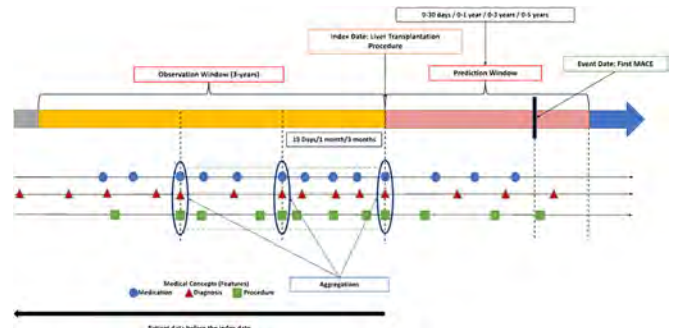 0-30 days / 0-1 year / 0-3 years / 0-5 years
Index Date: Liver Transplantation
Procedure
Event Date: First MACE
Observation Window (3-years)
Prediction Window
15 Days/1 month/3 months
Aggregations
Medical Concepts (Features)
Medication
Diagnosis
Procedure
Patient data before the index date